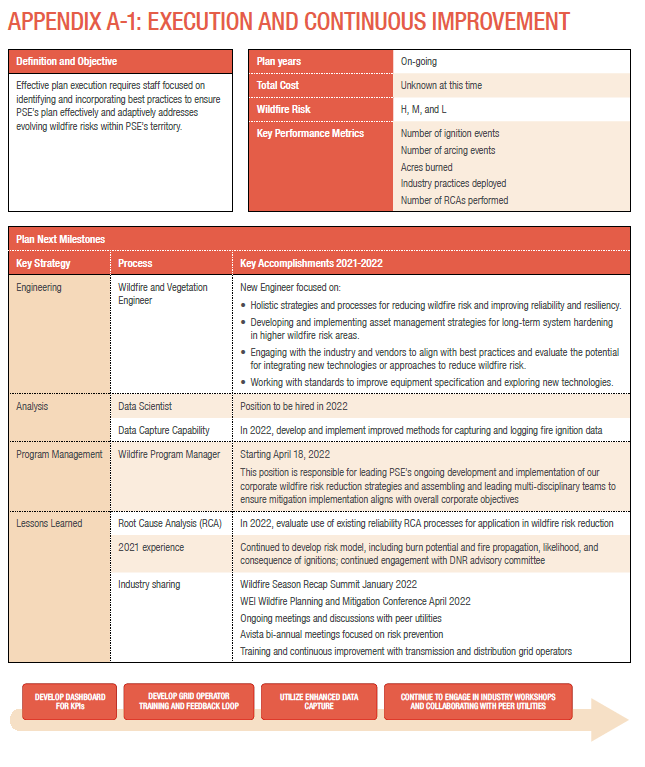 APPENDIX A-1: EXECUTION AND CONTINUOUS IMPROVEMENT
Definition and Objective
Effective plan execution requires staff focused on
identifying and incorporating best practices to ensure
PSE's plan effectively and adaptively addresses
evolving wildfire risks within PSE's territory.
Plan years
On-going
Total Cost
Unknown at this time
Wildfire Risk
H, M, and L
Key Performance Metrics
Number of ignition events
Number of arcing events
Acres burned
Industry practices deployed
Number of RCAs performed
Plan Next Milestones
Key Strategy
Process
Key Accomplishments 2021-2022
Engineering
Wildfire and Vegetation
Engineer
New Engineer focused on:
• Holistic strategies and processes for reducing wildfire risk and improving reliability and resiliency.
• Developing and implementing asset management strategies for long-term system hardening
in higher wildfire risk areas.
• Engaging with the industry and vendors to align with best practices and evaluate the potential
for integrating new technologies or approaches to reduce wildfire risk.
• Working with standards to improve equipment specification and exploring new technologies.
Analysis
Data Scientist
Position to be hired in 2022
Data Capture Capability
In 2022, develop and implement improved methods for capturing and logging fire ignition data
Program Management
Wildfire Program Manager
Starting April 18, 2022
This position is responsible for leading PSE's ongoing development and implementation of our
corporate wildfire risk reduction strategies and assembling and leading multi-disciplinary teams to
ensure mitigation implementation aligns with overall corporate objectives
Lessons Learned
Root Cause Analysis (RCA)
In 2022, evaluate use of existing reliability RCA processes for application in wildfire risk reduction
2021 experience
Continued to develop risk model, including burn potential and fire propagation, likelihood, and
consequence of ignitions; continued engagement with DNR advisory committee
Industry sharing
Wildfire Season Recap Summit January 2022
WEI Wildfire Planning and Mitigation Conference April 2022
Ongoing meetings and discussions with peer utilities
Avista bi-annual meetings focused on risk prevention
Training and continuous improvement with transmission and distribution grid operators
DEVELOP DASHBOARD
FOR KPIs
DEVELOP GRID OPERATOR
TRAINING AND FEEDBACK LOOP
UTILIZE ENHANCED DATA
CAPTURE
CONTINUE TO ENGAGE IN INDUSTRY WORKSHOPS
AND COLLABORATING WITH PEER UTILITIES